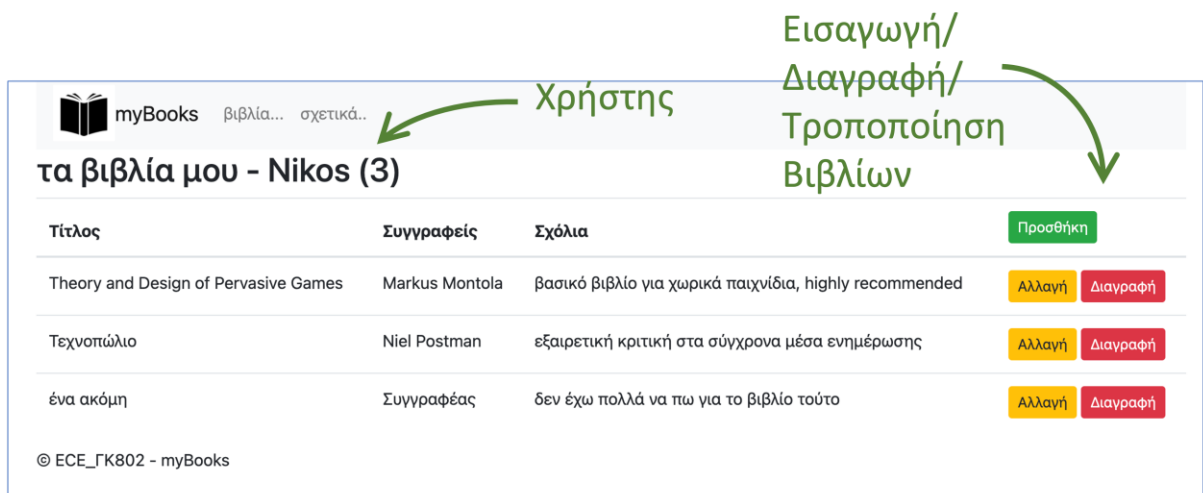 Εισαγωγή/
Διαγραφή/
Τροποποίηση
Βιβλίων
Χρήστης
myBooks βιβλία... σχετικά..
τα βιβλία μου - Nikos (3)
Τίτλος Συγγραφείς Σχόλια Προσθήκη
Theory and Design of Pervasive Games Markus Montola βασικό βιβλίο για χωρικά παιχνίδια, highly recommended Αλλαγή Διαγραφή
Τεχνοπώλιο Niel Postman εξαιρετική κριτική στα σύγχρονα μέσα ενημέρωσης Αλλαγή Διαγραφή
ένα ακόμη Συγγραφέας δεν έχω πολλά να πω για το βιβλίο τούτο Αλλαγή Διαγραφή
© ECE_ΓΚ802 - myBooks